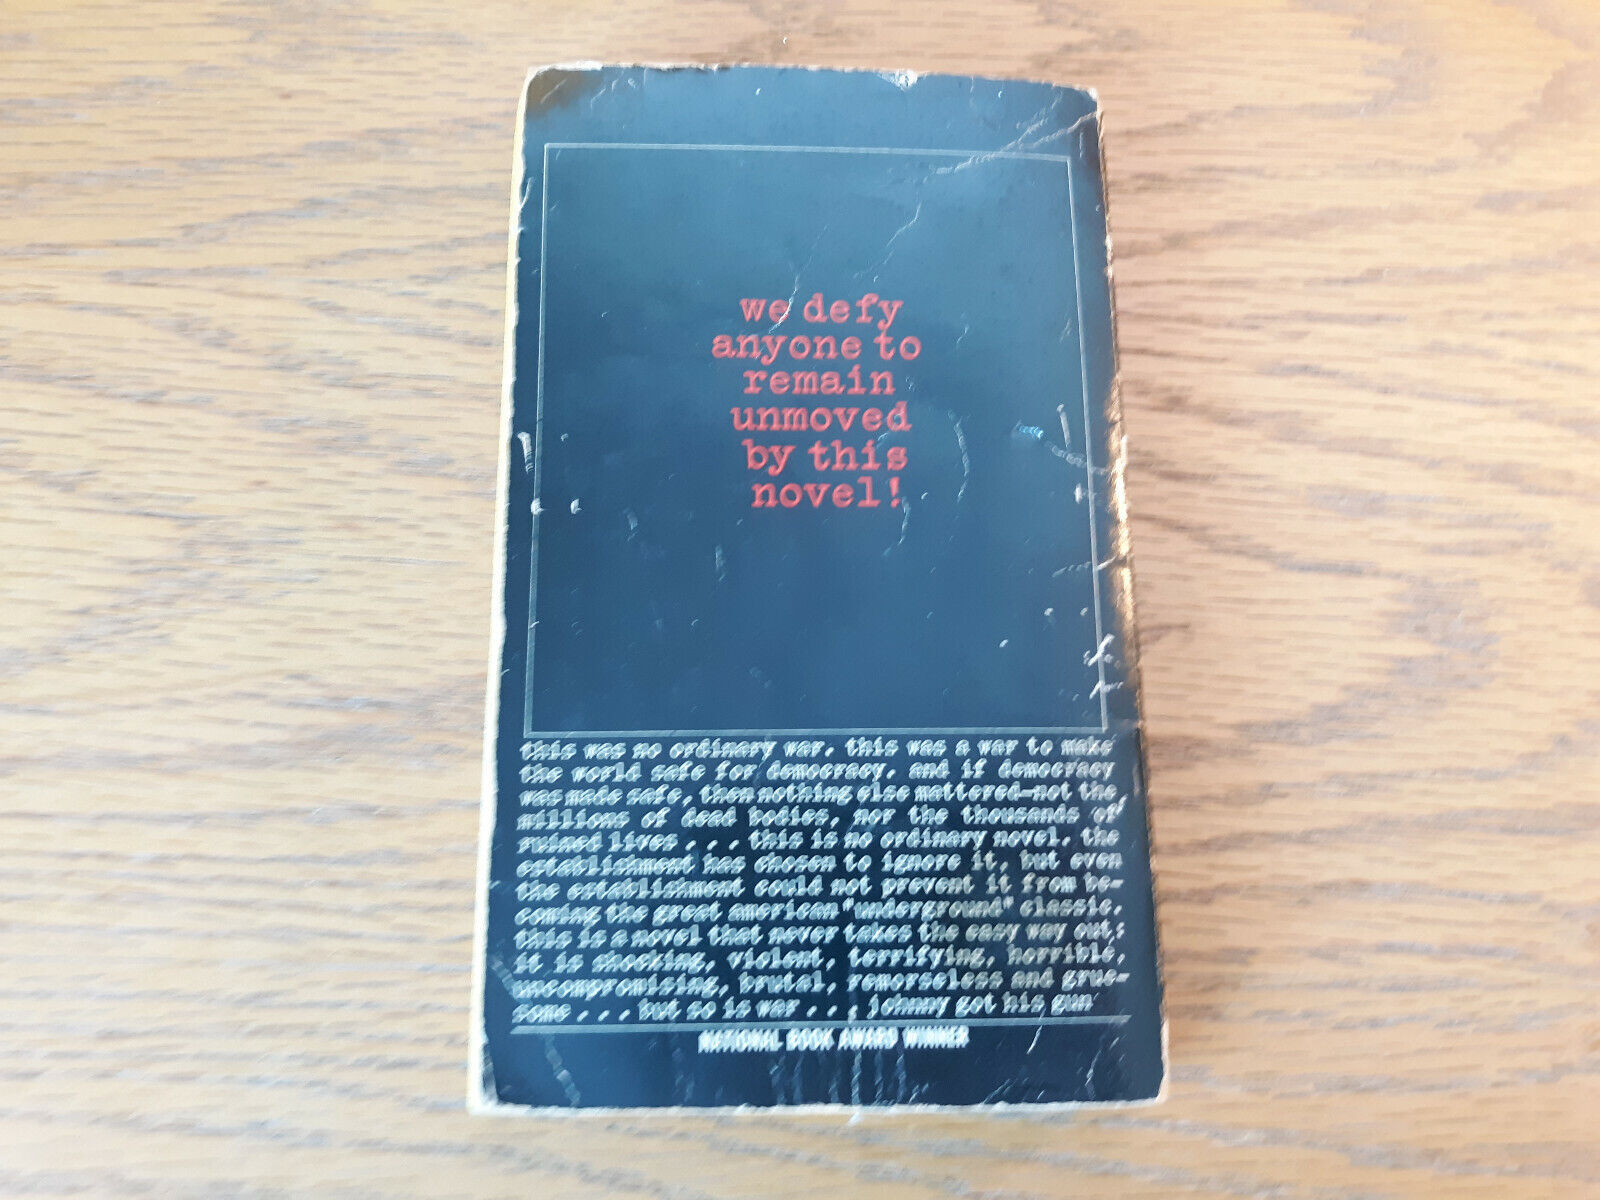 we defy
anyone to
remain
unmoved
by this
novel!
this was no ordinary war. this was a war to make
the world safe for democracy. and if democracy
was made safe, then nothing else mattered—not the
millions of dead bodies, nor the thousands of
ruined lives . . . this is no ordinary novel. the
establishment has chosen to ignore it, but even
the establishment could not prevent it from be-
coming the great american "underground" classic.
this is a novel that never takes the easy way out:
it is shocking, violent, terrifying, horrible,
uncompromising, brutal, remorseless and grue-
some . . . but so is war . . . johnny got his gun
NATIONAL BOOK AWARD WINNER